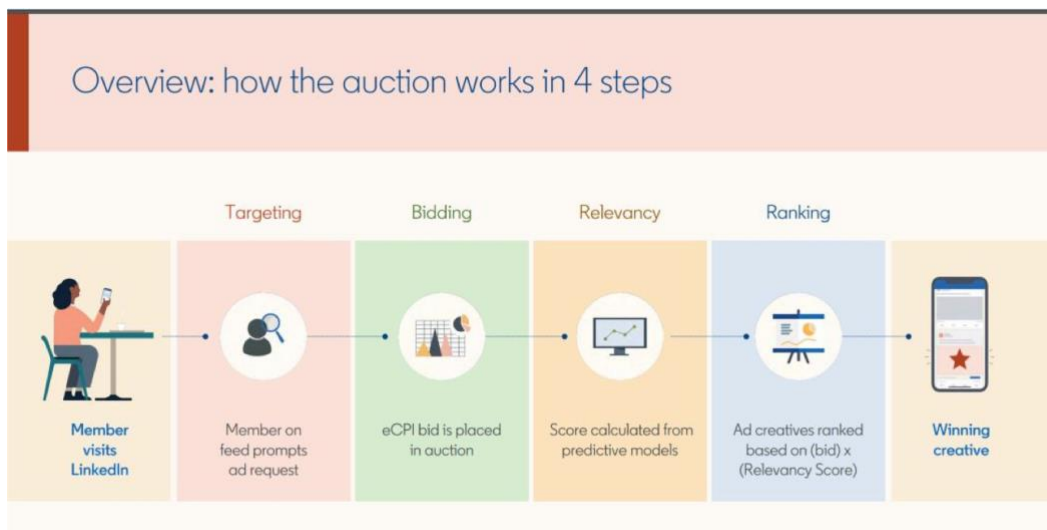 Overview: how the auction works in 4 steps
Targeting
Bidding
Relevancy
Ranking
Member
visits
LinkedIn
Member on
feed prompts
ad request
eCPI bid is placed
in auction
Score calculated from
predictive models
Ad creatives ranked
based on (bid) x
(Relevancy Score)
Winning
creative